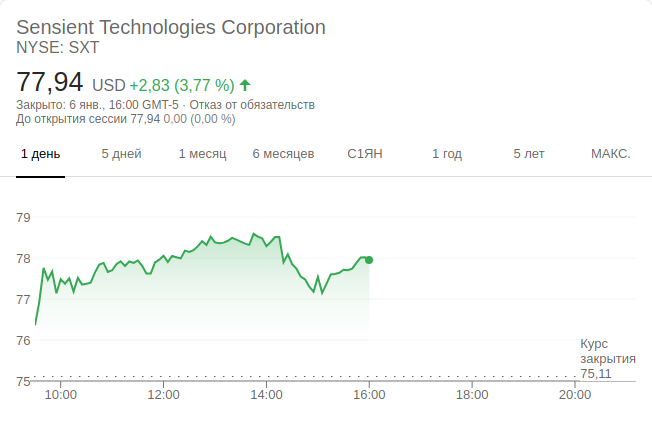 Sensient Technologies Corporation
NYSE: SXT
77,94 USD +2,83 (3,77 %)
Закрыто: 6 янв., 16:00 GMT-5 · Отказ от обязательств
До открытия сессии 77,94 0,00 (0,00 %)
1 день 5 дней 1 месяц 6 месяцев С1ЯН 1 год 5 лет МАКС.
79
78
77
76
Курс
закрытия
75,11
75
10:00 12:00 14:00 16:00 18:00 20:00